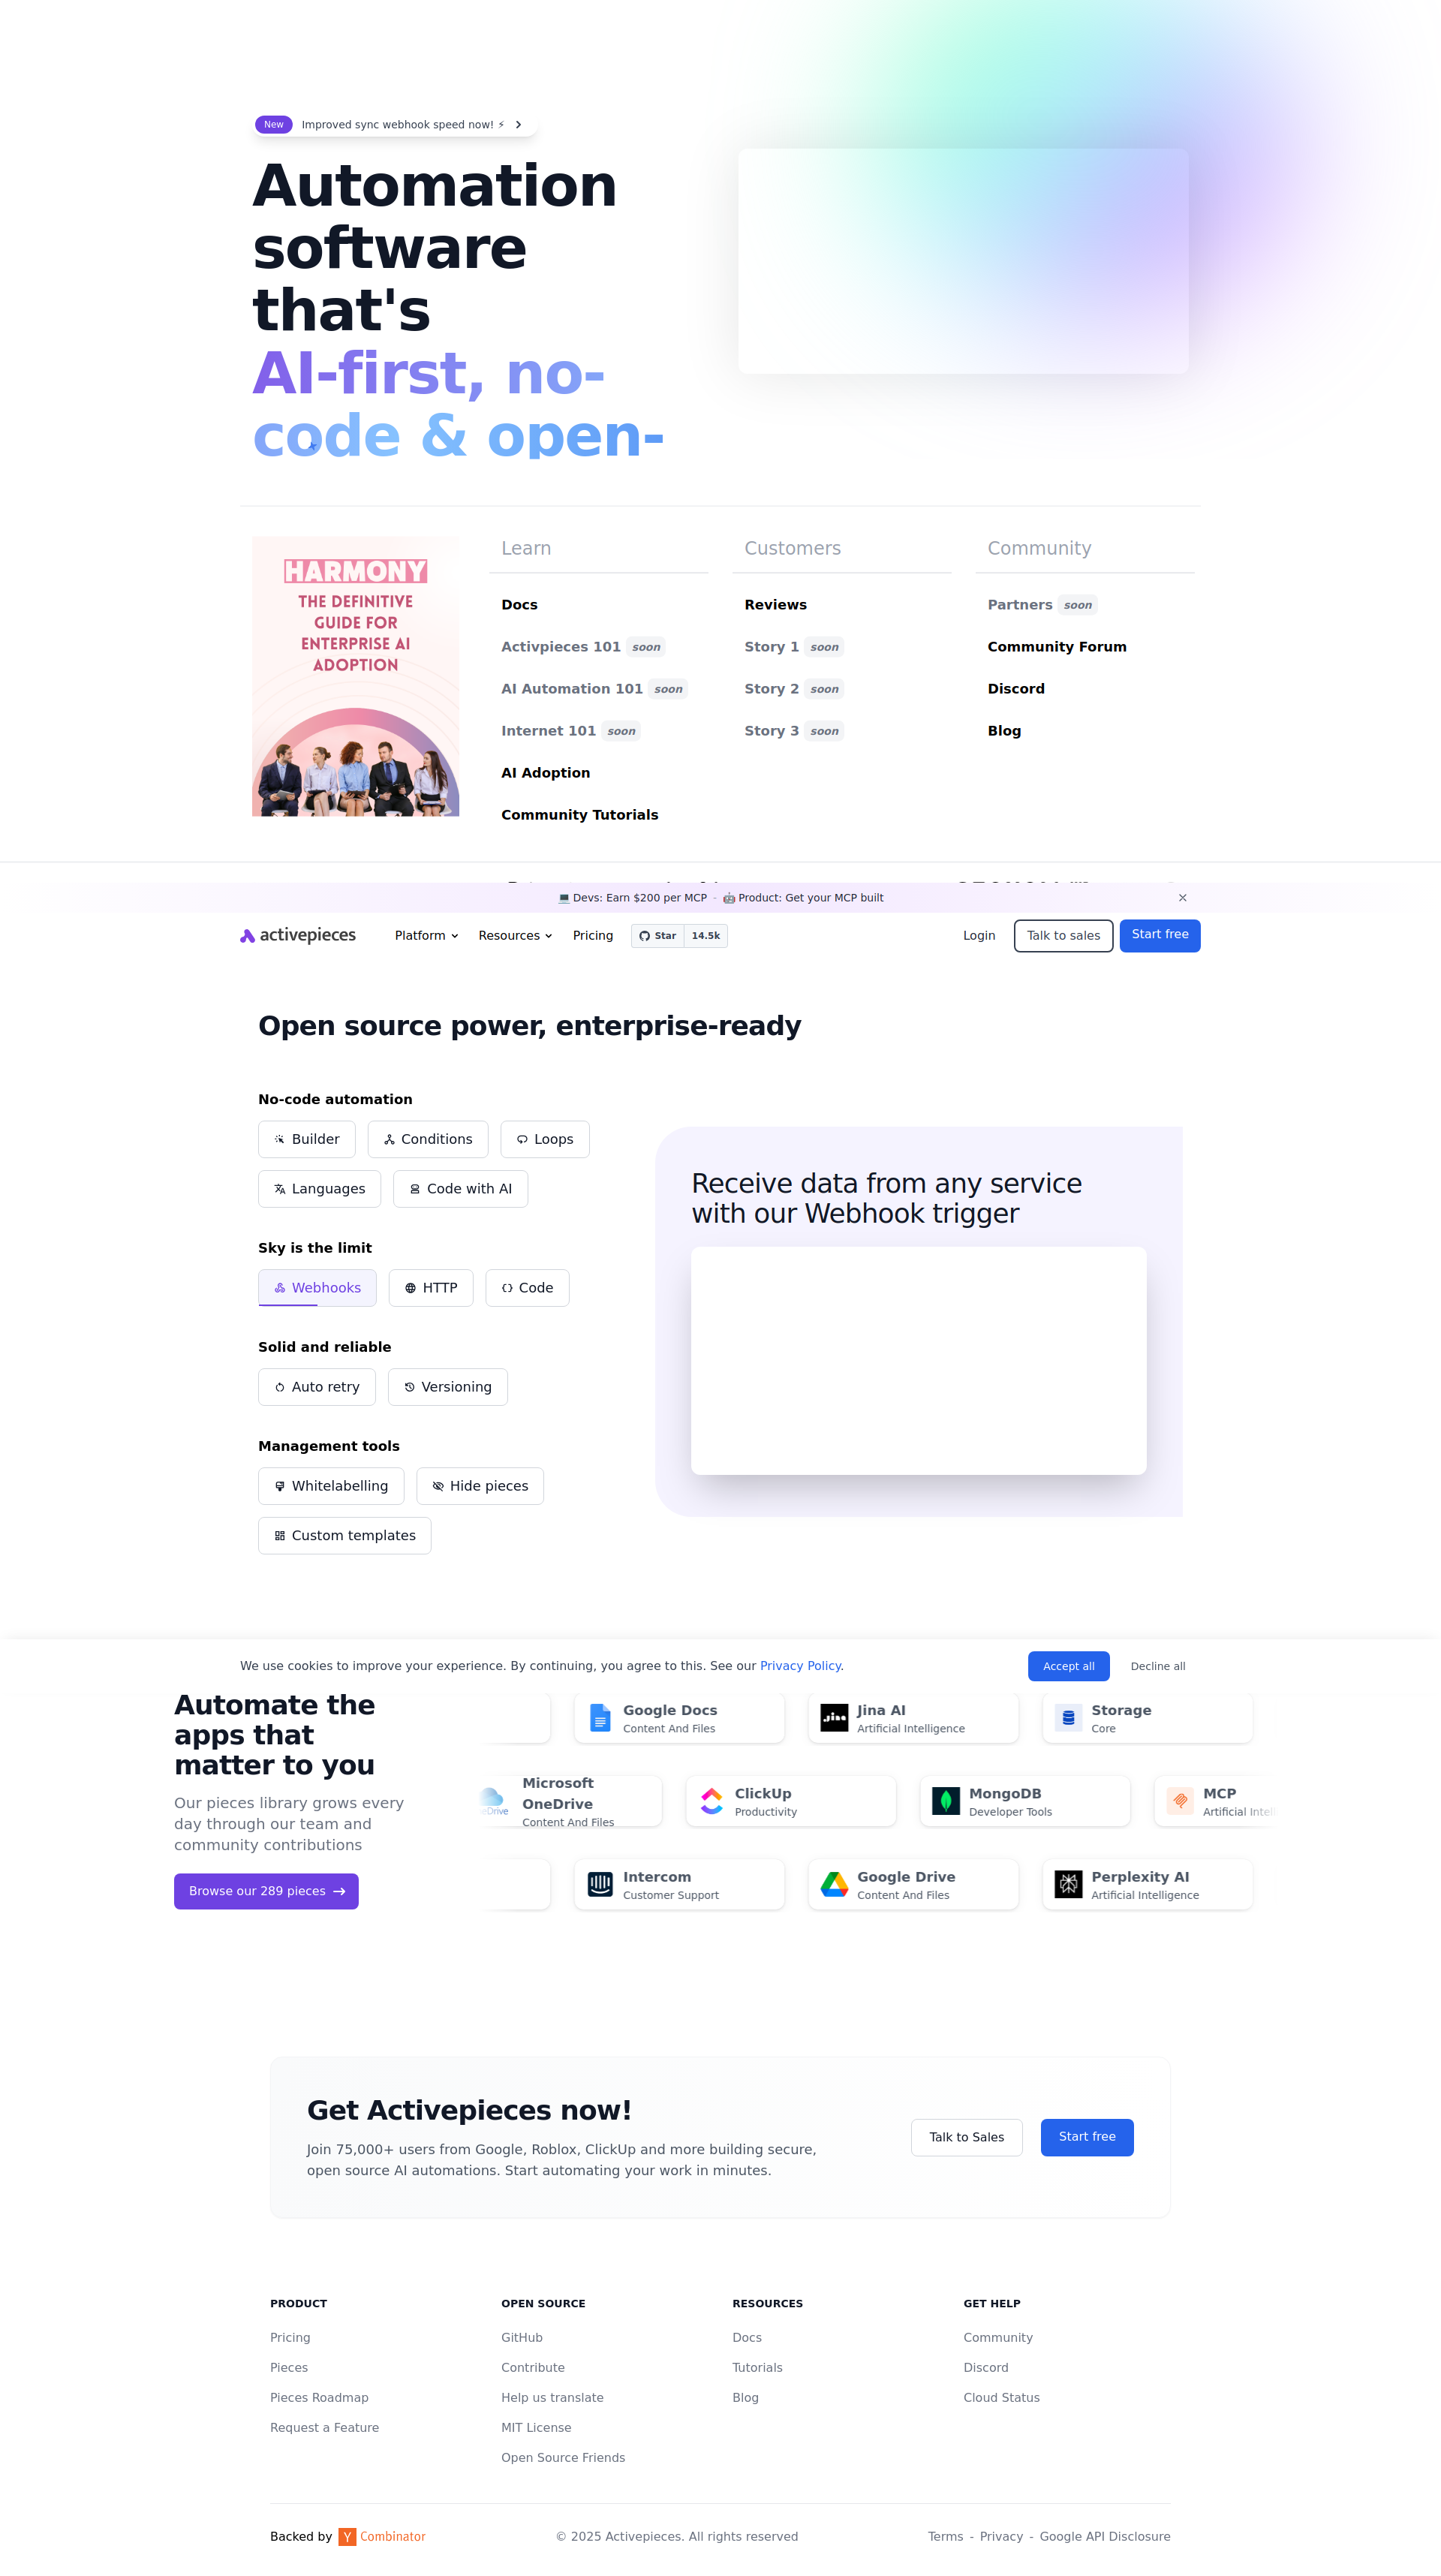 New Improved sync webhook speed now! ⚡
Automation
software
that's
AI-first, no-
code & open-
HARMONY
THE DEFINITIVE
GUIDE FOR
ENTERPRISE AI
ADOPTION
Learn
Docs
Activpieces 101 soon
AI Automation 101 soon
Internet 101 soon
AI Adoption
Community Tutorials
Customers
Reviews
Story 1 soon
Story 2 soon
Story 3 soon
Community
Partners soon
Community Forum
Discord
Blog
💻 Devs: Earn $200 per MCP - 🤖 Product: Get your MCP built
activepieces Platform Resources Pricing Star 14.5k Login Talk to sales Start free
Open source power, enterprise-ready
No-code automation
Builder Conditions Loops
Languages Code with AI
Sky is the limit
Webhooks HTTP Code
Solid and reliable
Auto retry Versioning
Management tools
Whitelabelling Hide pieces
Custom templates
Receive data from any service
with our Webhook trigger
We use cookies to improve your experience. By continuing, you agree to this. See our Privacy Policy. Accept all Decline all
Automate the
apps that
matter to you
Our pieces library grows every
day through our team and
community contributions
Browse our 289 pieces →
Google Docs
Content And Files
Jina AI
Artificial Intelligence
Storage
Core
Microsoft
OneDrive
Content And Files
ClickUp
Productivity
MongoDB
Developer Tools
MCP
Artificial Intelli
Intercom
Customer Support
Google Drive
Content And Files
Perplexity AI
Artificial Intelligence
Get Activepieces now!
Join 75,000+ users from Google, Roblox, ClickUp and more building secure,
open source AI automations. Start automating your work in minutes.
Talk to Sales Start free
PRODUCT
Pricing
Pieces
Pieces Roadmap
Request a Feature
OPEN SOURCE
GitHub
Contribute
Help us translate
MIT License
Open Source Friends
RESOURCES
Docs
Tutorials
Blog
GET HELP
Community
Discord
Cloud Status
Backed by Y Combinator
© 2025 Activepieces. All rights reserved
Terms - Privacy - Google API Disclosure